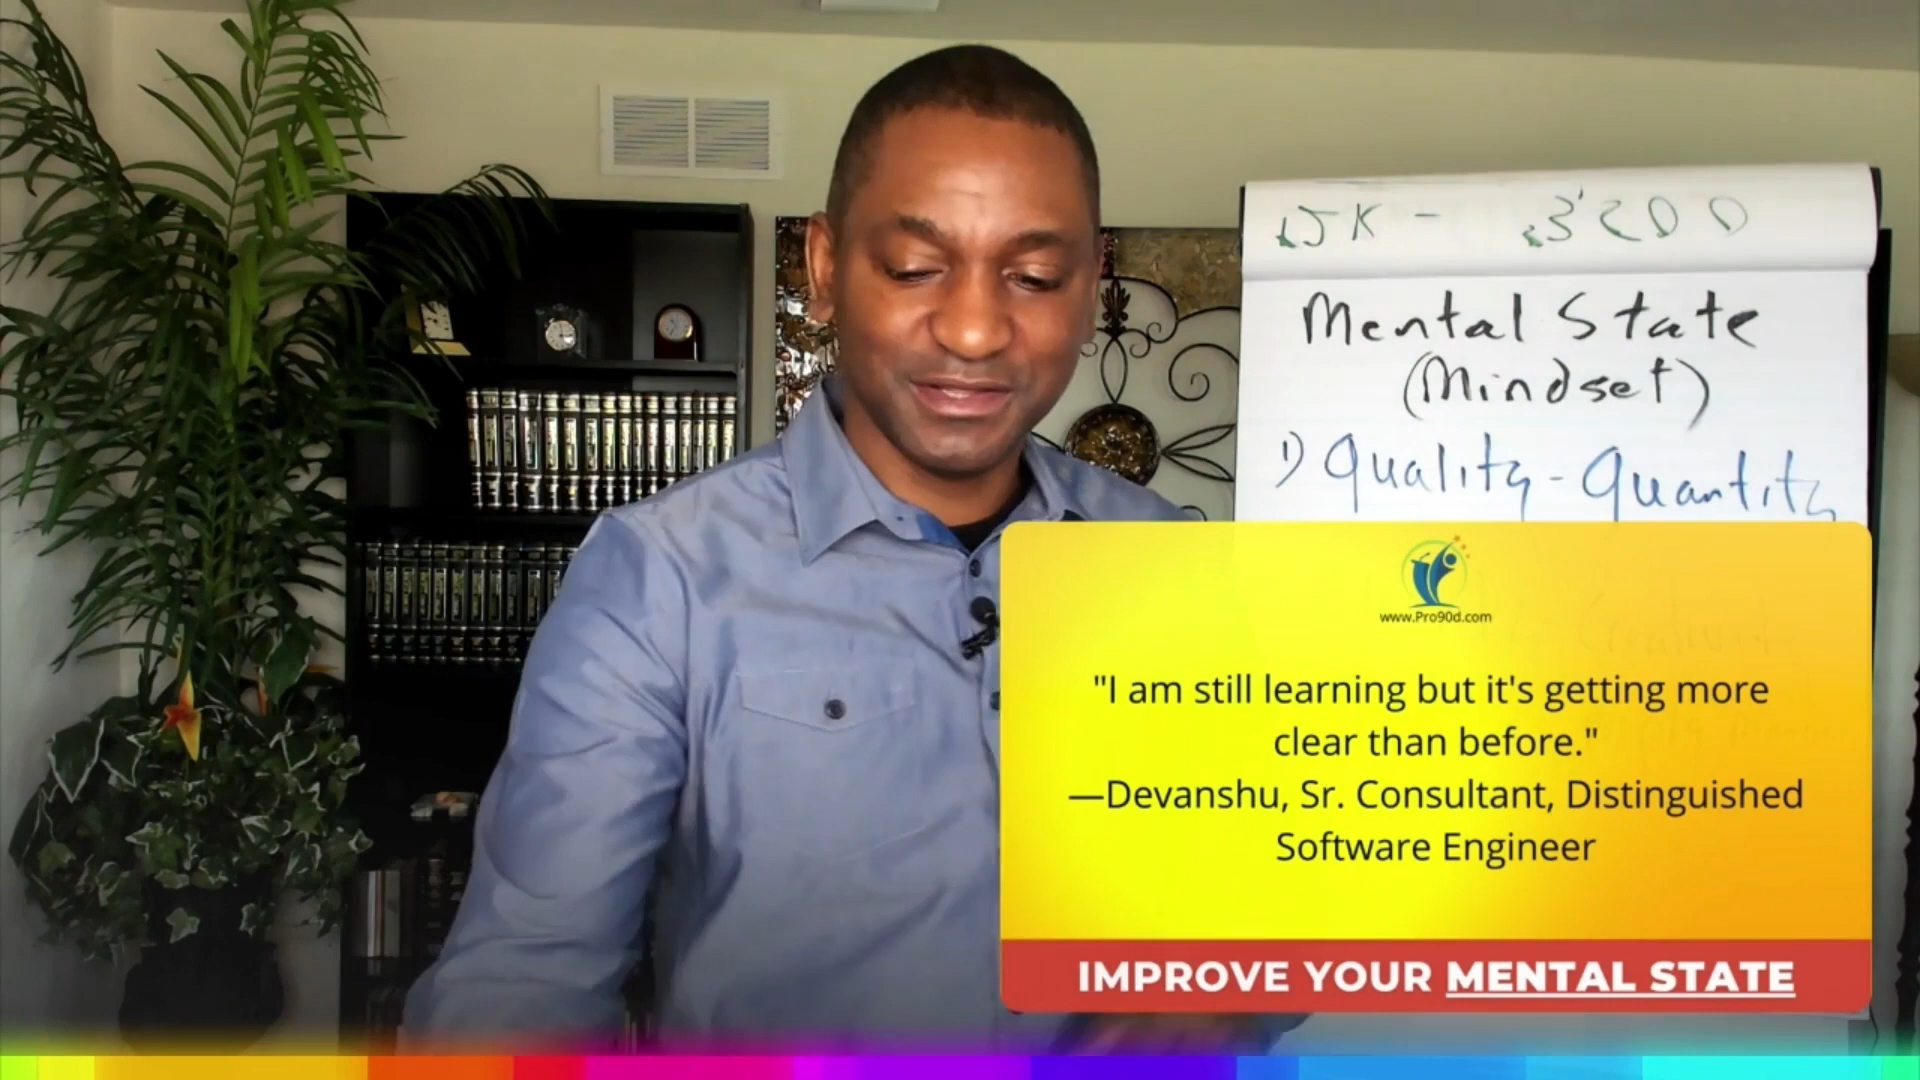 Mental State
(Mindset)
1) Quality - Quantity
www.Pro90d.com
"I am still learning but it's getting more
clear than before."
—Devanshu, Sr. Consultant, Distinguished
Software Engineer
IMPROVE YOUR MENTAL STATE